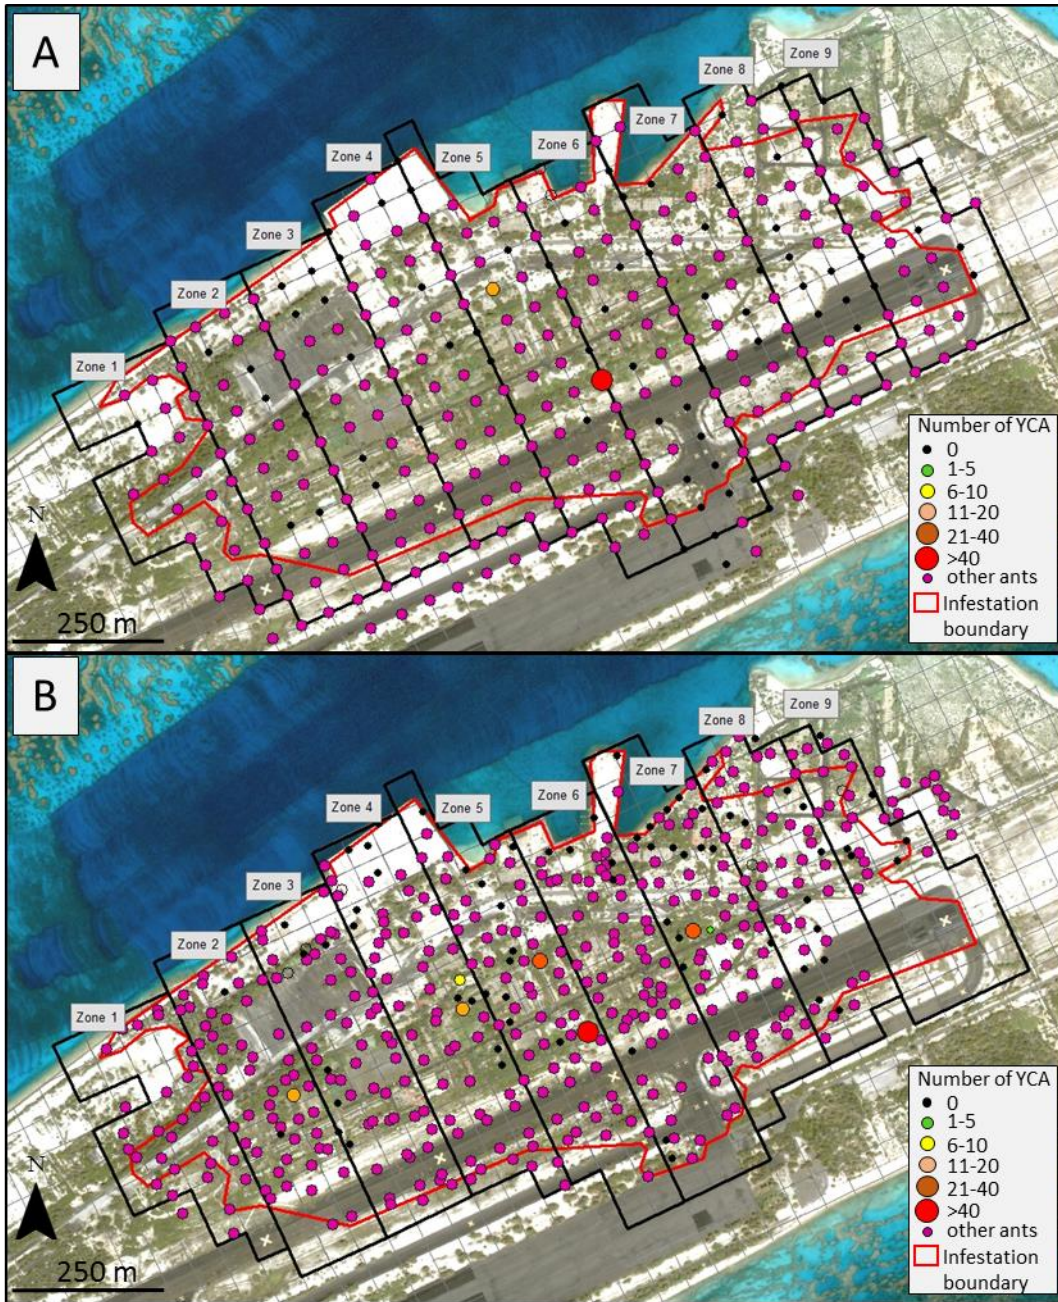 A
Zone 9
Zone 8
Zone 7
Zone 6
Zone 5
Zone 4
Zone 3
Zone 2
Zone 1
Number of YCA
0
1-5
6-10
11-20
21-40
>40
other ants
Infestation
boundary
N
250 m
B
Zone 9
Zone 8
Zone 7
Zone 6
Zone 5
Zone 4
Zone 3
Zone 2
Zone 1
Number of YCA
0
1-5
6-10
11-20
21-40
>40
other ants
Infestation
boundary
N
250 m